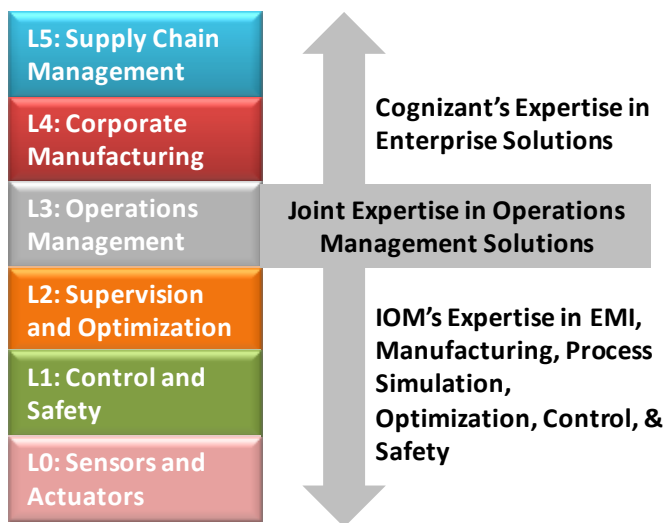 L5: Supply Chain
Management
L4: Corporate
Manufacturing
L3: Operations
Management
L2: Supervision
and Optimization
L1: Control and
Safety
L0: Sensors and
Actuators
Cognizant's Expertise in
Enterprise Solutions
Joint Expertise in Operations
Management Solutions
IOM's Expertise in EMI,
Manufacturing, Process
Simulation,
Optimization, Control, &
Safety